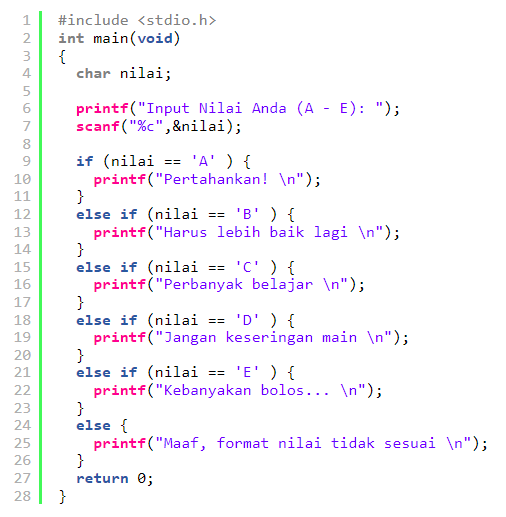 1 #include <stdio.h>
2 int main(void)
3 {
4   char nilai;
5
6   printf("Input Nilai Anda (A - E): ");
7   scanf("%c",&nilai);
8
9   if (nilai == 'A' ) {
10     printf("Pertahankan! \n");
11   }
12   else if (nilai == 'B' ) {
13     printf("Harus lebih baik lagi \n");
14   }
15   else if (nilai == 'C' ) {
16     printf("Perbanyak belajar \n");
17   }
18   else if (nilai == 'D' ) {
19     printf("Jangan keseringan main \n");
20   }
21   else if (nilai == 'E' ) {
22     printf("Kebanyakan bolos... \n");
23   }
24   else {
25     printf("Maaf, format nilai tidak sesuai \n");
26   }
27   return 0;
28 }